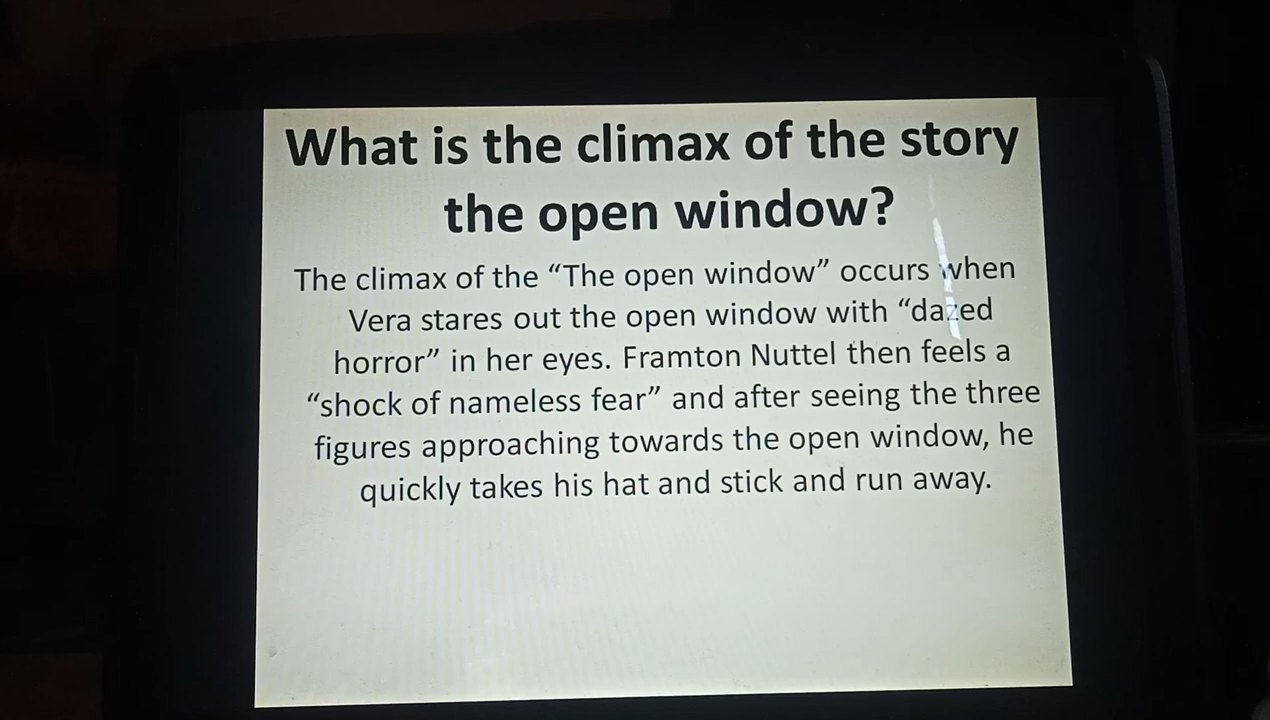 What is the climax of the story
the open window?
The climax of the “The open window” occurs when
Vera stares out the open window with “dazed
horror” in her eyes. Framton Nuttel then feels a
“shock of nameless fear” and after seeing the three
figures approaching towards the open window, he
quickly takes his hat and stick and run away.